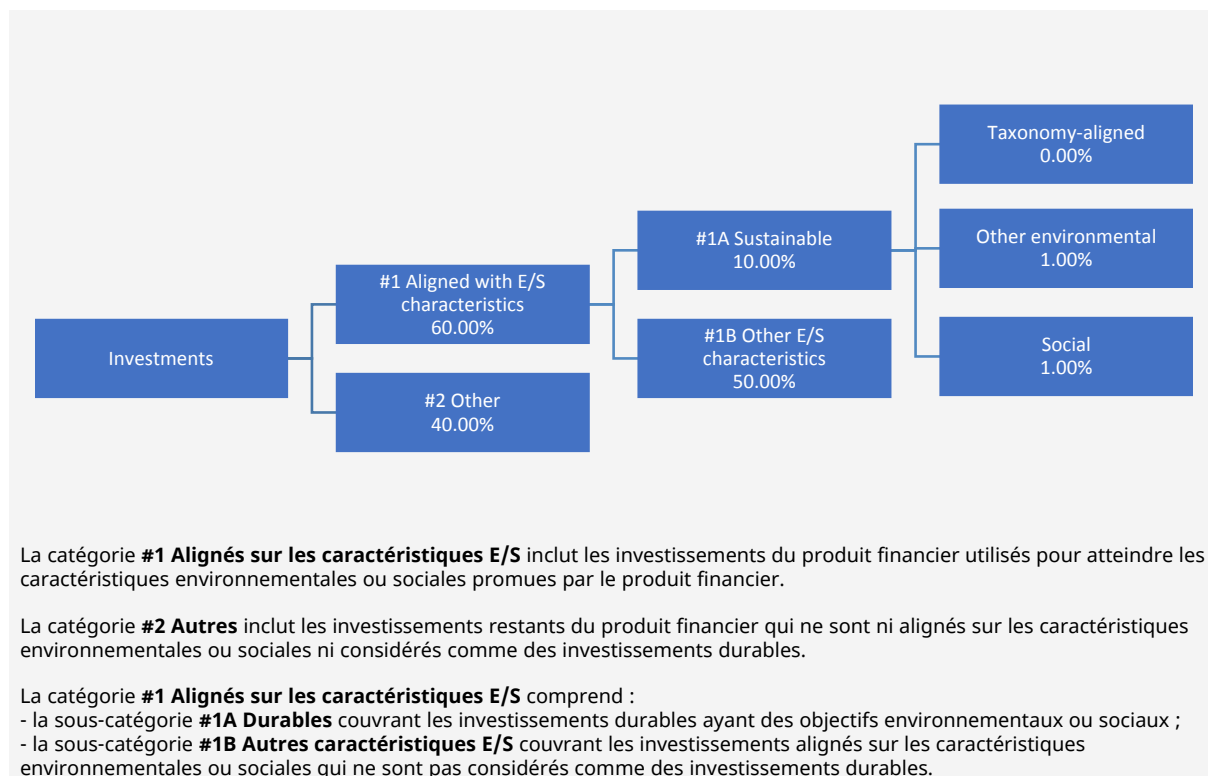 Investments
#1 Aligned with E/S
characteristics
60.00%
#2 Other
40.00%
#1A Sustainable
10.00%
#1B Other E/S
characteristics
50.00%
Taxonomy-aligned
0.00%
Other environmental
1.00%
Social
1.00%
La catégorie #1 Alignés sur les caractéristiques E/S inclut les investissements du produit financier utilisés pour atteindre les
caractéristiques environnementales ou sociales promues par le produit financier.
La catégorie #2 Autres inclut les investissements restants du produit financier qui ne sont ni alignés sur les caractéristiques
environnementales ou sociales ni considérés comme des investissements durables.
La catégorie #1 Alignés sur les caractéristiques E/S comprend :
- la sous-catégorie #1A Durables couvrant les investissements durables ayant des objectifs environnementaux ou sociaux ;
- la sous-catégorie #1B Autres caractéristiques E/S couvrant les investissements alignés sur les caractéristiques
environnementales ou sociales qui ne sont pas considérés comme des investissements durables.